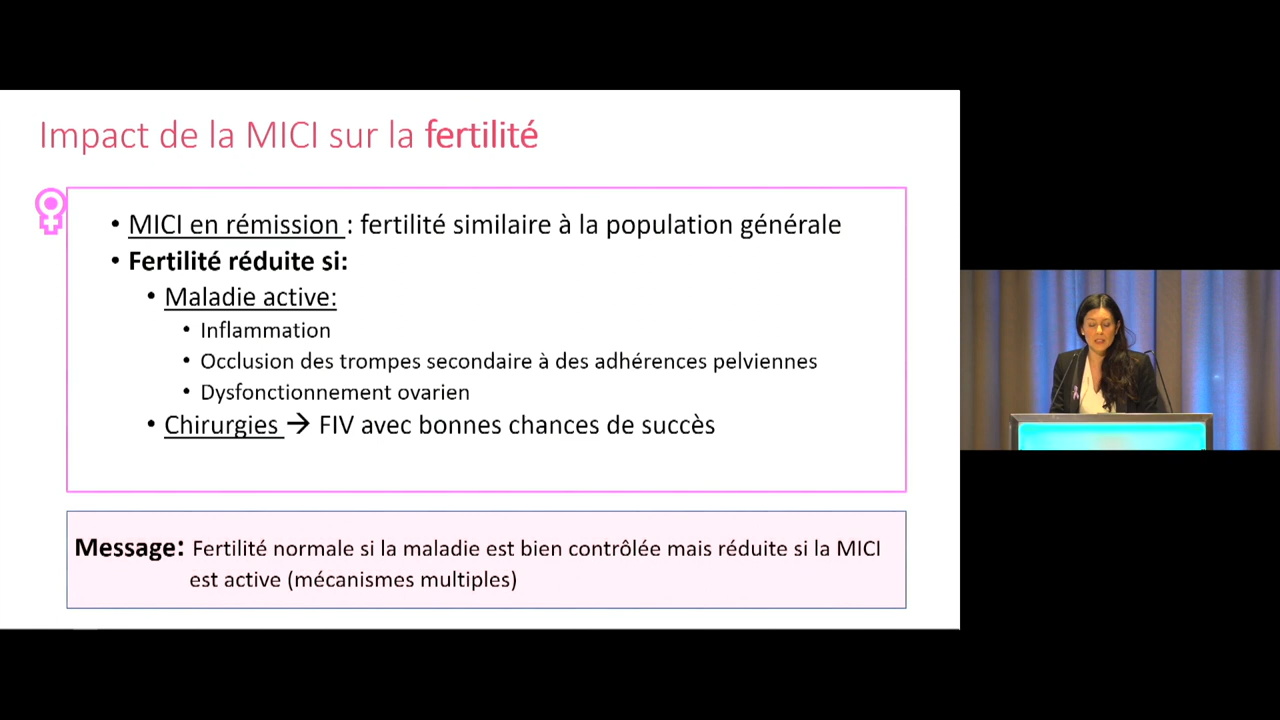 Impact de la MICI sur la fertilité
• MICI en rémission : fertilité similaire à la population générale
• Fertilité réduite si:
• Maladie active:
• Inflammation
• Occlusion des trompes secondaire à des adhérences pelviennes
• Dysfonctionnement ovarien
• Chirurgies → FIV avec bonnes chances de succès
Message: Fertilité normale si la maladie est bien contrôlée mais réduite si la MICI
est active (mécanismes multiples)